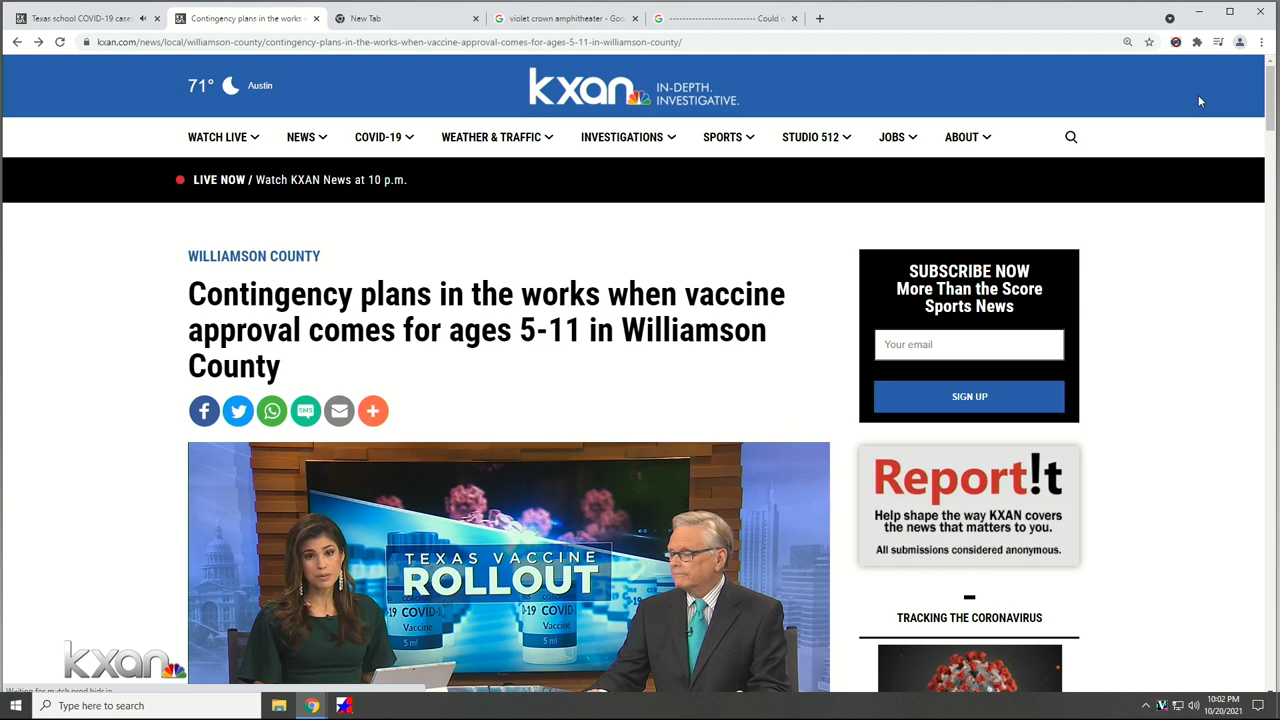 Texas school COVID-19 cases
Contingency plans in the works w
New Tab
violet crown amphitheater - Goo
---------------------------- Could n
kxan.com/news/local/williamson-county/contingency-plans-in-the-works-when-vaccine-approval-comes-for-ages-5-11-in-williamson-county/
71° Austin
kxan IN-DEPTH. INVESTIGATIVE.
WATCH LIVE NEWS COVID-19 WEATHER & TRAFFIC INVESTIGATIONS SPORTS STUDIO 512 JOBS ABOUT
LIVE NOW / Watch KXAN News at 10 p.m.
WILLIAMSON COUNTY
Contingency plans in the works when vaccine
approval comes for ages 5-11 in Williamson
County
SMS
TEXAS VACCINE
ROLLOUT
-19 COVID-
Vaccine
5 ml
-19 COVID-
Vaccine
5 ml
SUBSCRIBE NOW
More Than the Score
Sports News
Your email
SIGN UP
Report!t
Help shape the way KXAN covers
the news that matters to you.
All submissions considered anonymous.
TRACKING THE CORONAVIRUS
kxan
Type here to search
10:02 PM
10/20/2021